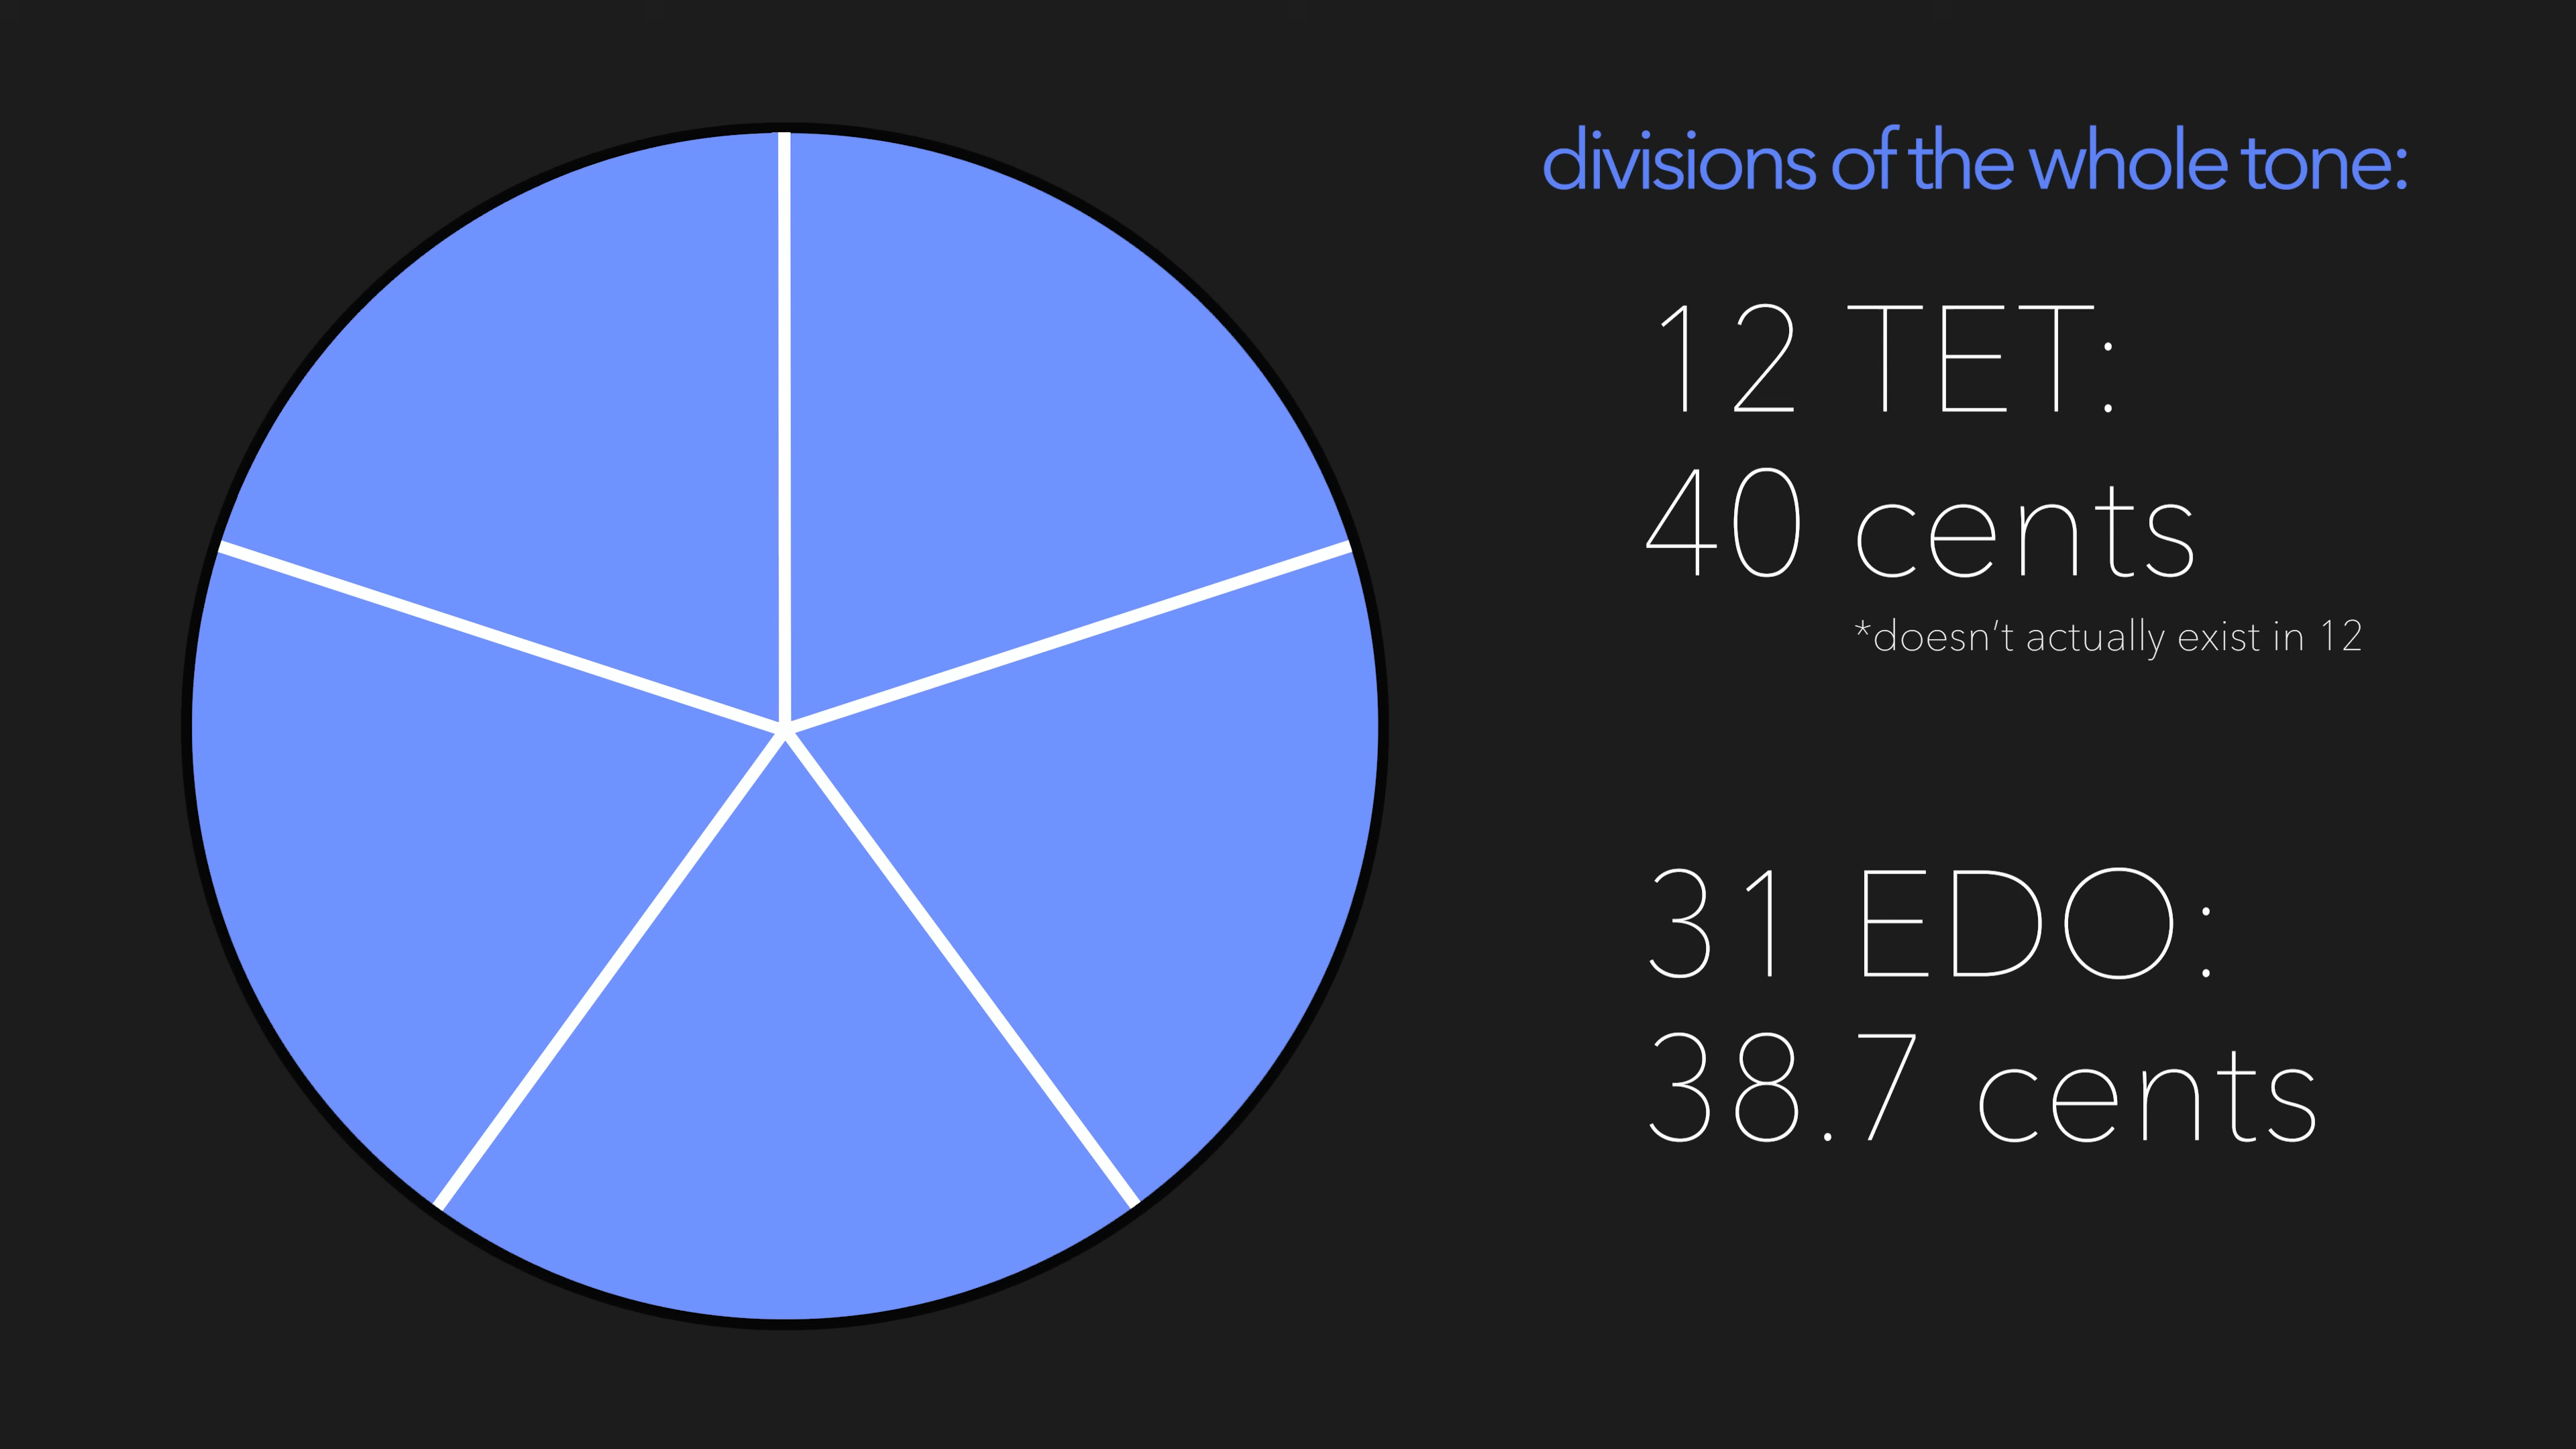 divisions of the whole tone:
12 TET:
40 cents
*doesn't actually exist in 12
31 EDO:
38.7 cents